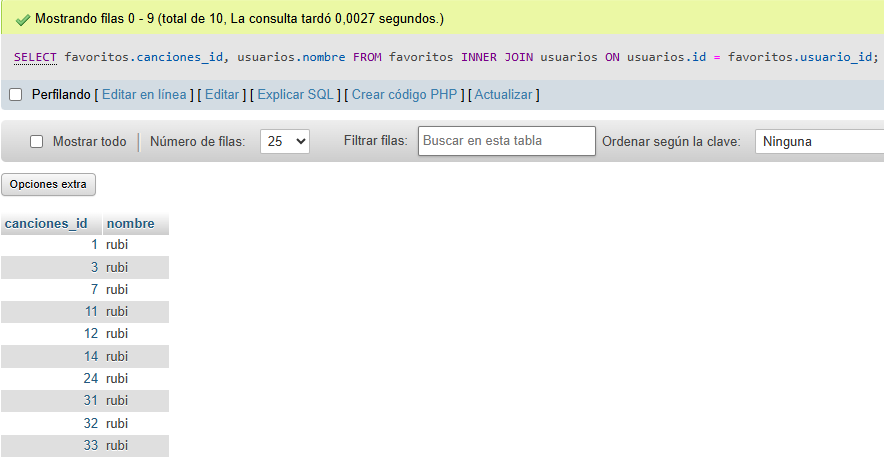 Mostrando filas 0 - 9 (total de 10, La consulta tardó 0,0027 segundos.)
SELECT favoritos.canciones_id, usuarios.nombre FROM favoritos INNER JOIN usuarios ON usuarios.id = favoritos.usuario_id;
Perfilando [ Editar en línea ] [ Editar ] [ Explicar SQL ] [ Crear código PHP ] [ Actualizar ]
Mostrar todo Número de filas: 25 Filtrar filas: Buscar en esta tabla Ordenar según la clave: Ninguna
Opciones extra
canciones_id nombre
1 rubi
3 rubi
7 rubi
11 rubi
12 rubi
14 rubi
24 rubi
31 rubi
32 rubi
33 rubi